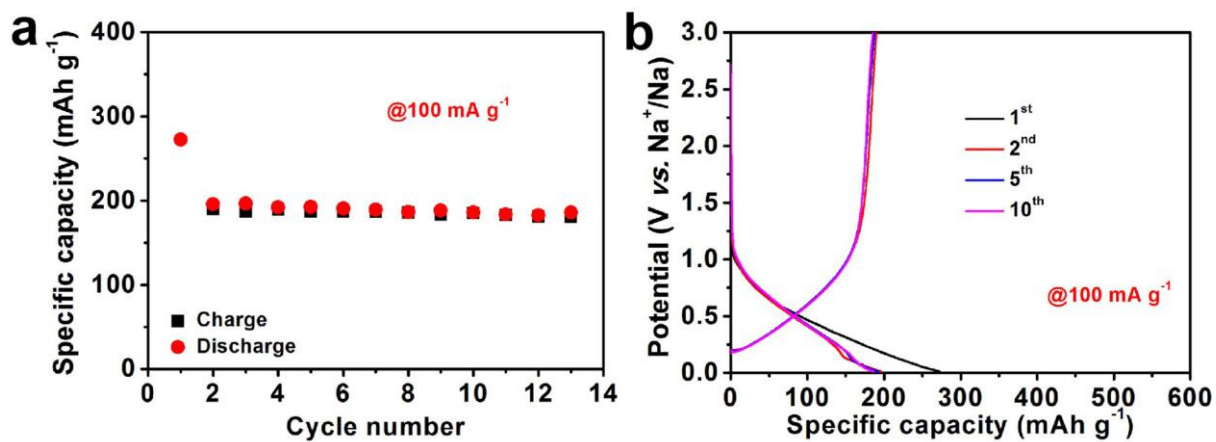 a
400
300
200
100
0
Specific capacity (mAh g⁻¹)
@100 mA g⁻¹
Charge
Discharge
0 2 4 6 8 10 12 14
Cycle number
b
3.0
2.5
2.0
1.5
1.0
0.5
0.0
Potential (V vs. Na⁺/Na)
1ˢᵗ
2ⁿᵈ
5ᵗʰ
10ᵗʰ
@100 mA g⁻¹
0 100 200 300 400 500 600
Specific capacity (mAh g⁻¹)